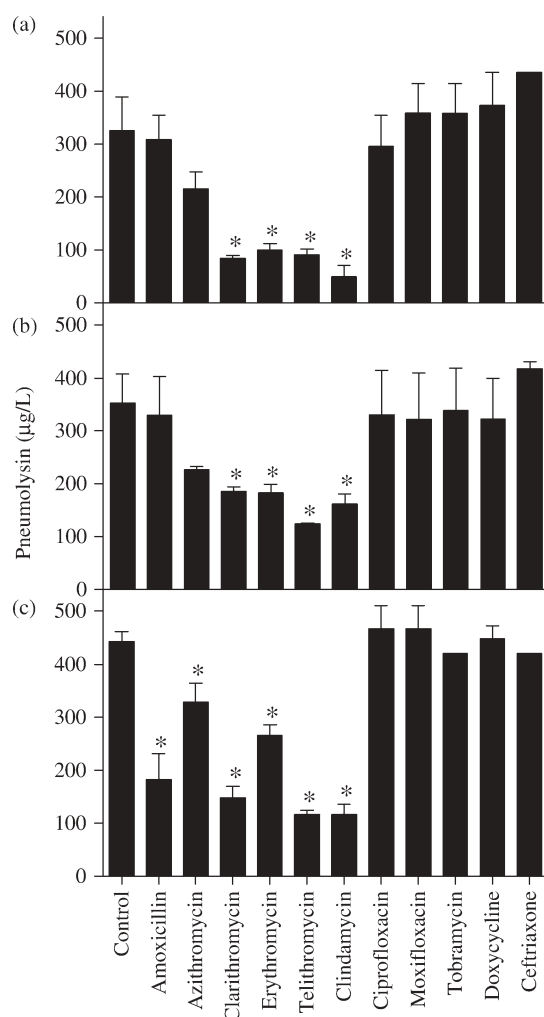 (a)
500
400
300
200
100
0
* * * *
(b)
500
400
300
200
100
0
* * * *
Pneumolysin (μg/L)
(c)
500
400
300
200
100
0
* * * * * *
Control
Amoxicillin
Azithromycin
Clarithromycin
Erythromycin
Telithromycin
Clindamycin
Ciprofloxacin
Moxifloxacin
Tobramycin
Doxycycline
Ceftriaxone